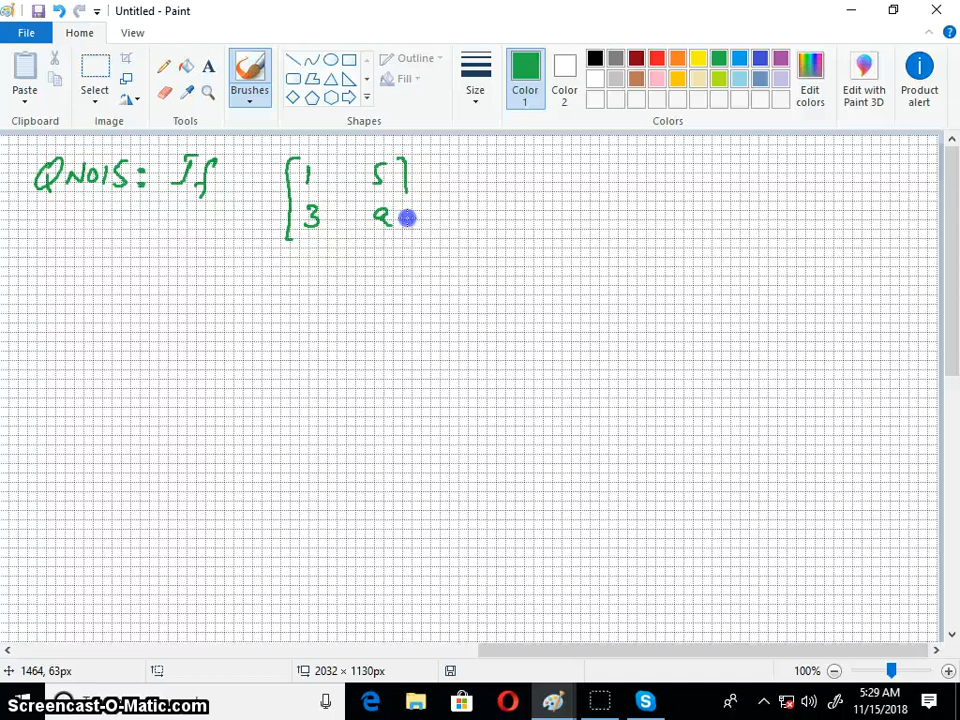 Untitled - Paint
File Home View
Paste Select Brushes Size Color 1 Color 2 Edit colors Edit with Paint 3D Product alert
Outline
Fill
Clipboard Image Tools Shapes Colors
QNO15: If [1 5]
[3 a
1464, 63px 2032 × 1130px 100%
5:29 AM
Screencast-O-Matic.com 11/15/2018